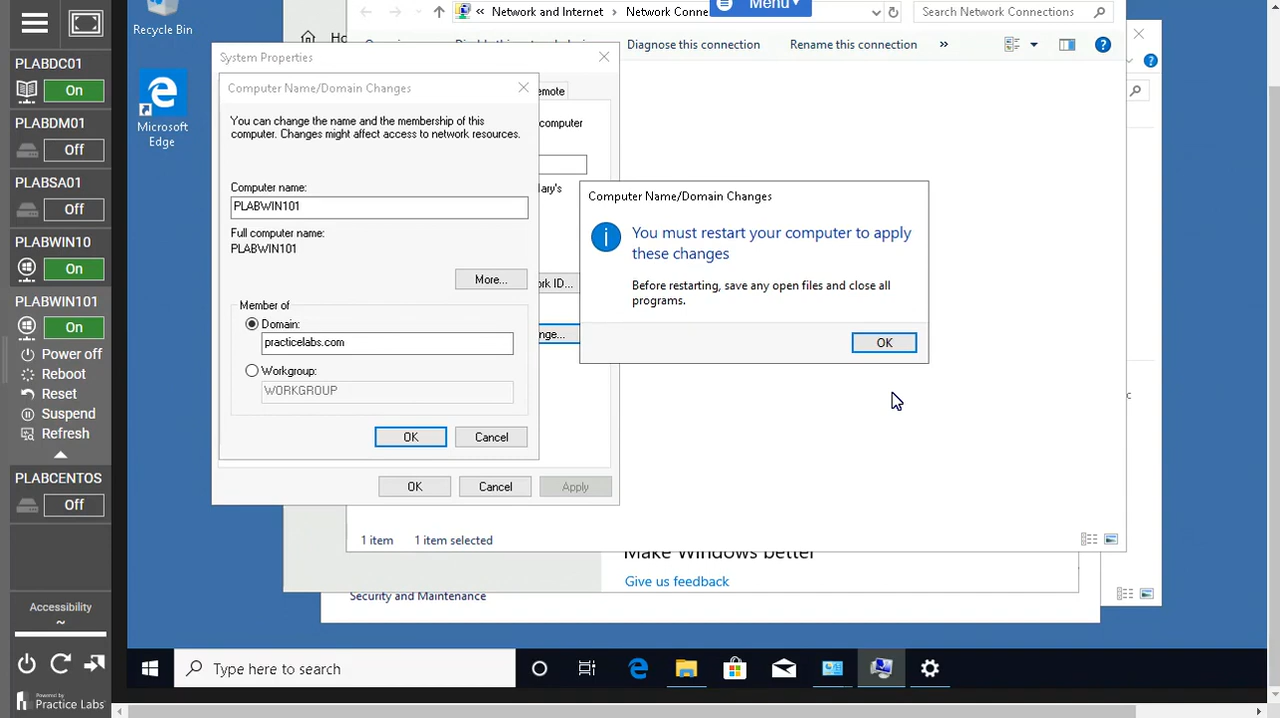 Recycle Bin
Microsoft
Edge
PLABDC01
On
PLABDM01
Off
PLABSA01
Off
PLABWIN10
On
PLABWIN101
On
Power off
Reboot
Reset
Suspend
Refresh
PLABCENTOS
Off
Accessibility
Powered by
Practice Labs
Menu
« Network and Internet › Network Conne
Search Network Connections
Diagnose this connection
Rename this connection
»
System Properties
emote
computer
ary's
rk ID...
nge...
OK
Cancel
Apply
Computer Name/Domain Changes
You can change the name and the membership of this
computer. Changes might affect access to network resources.
Computer name:
PLABWIN101
Full computer name:
PLABWIN101
More...
Member of
Domain:
practicelabs.com
Workgroup:
WORKGROUP
OK
Cancel
Computer Name/Domain Changes
You must restart your computer to apply
these changes
Before restarting, save any open files and close all
programs.
OK
1 item
1 item selected
Make Windows better
Give us feedback
Security and Maintenance
Type here to search